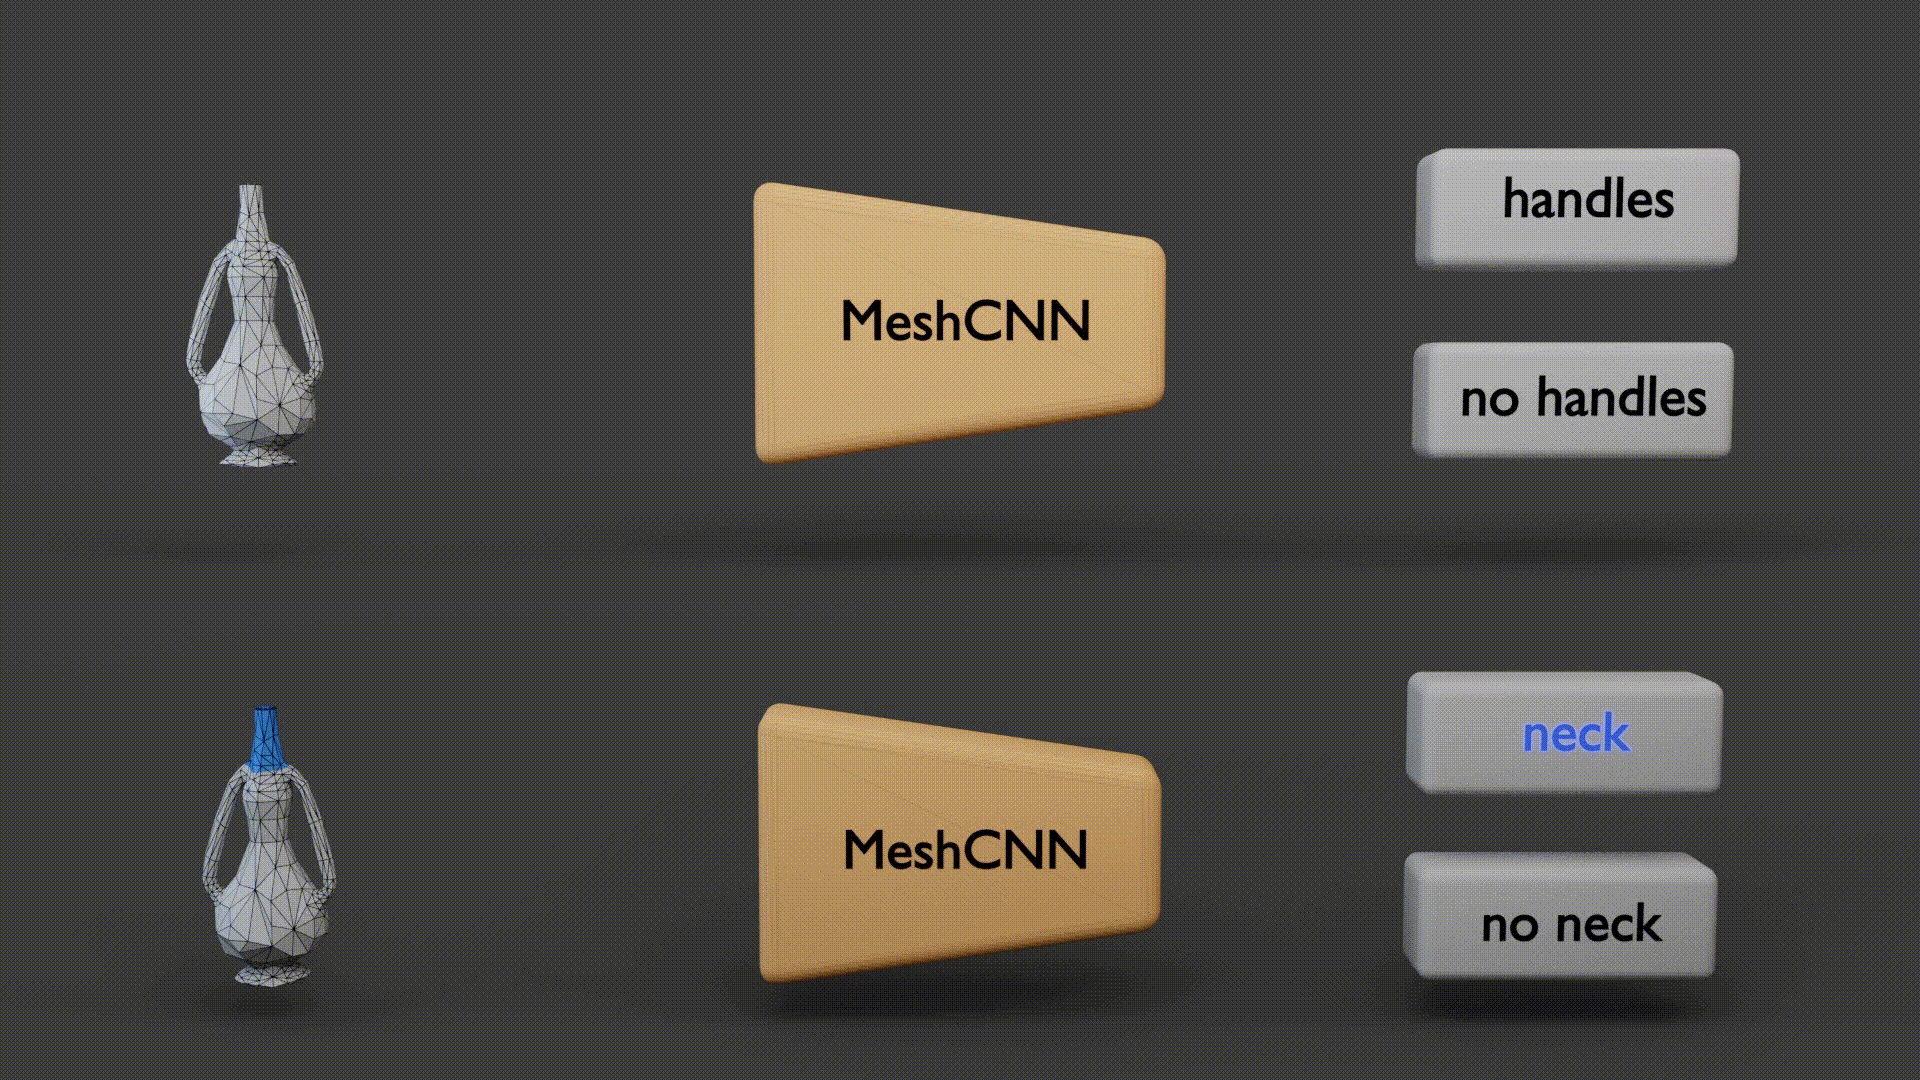 handles
MeshCNN
no handles
neck
MeshCNN
no neck